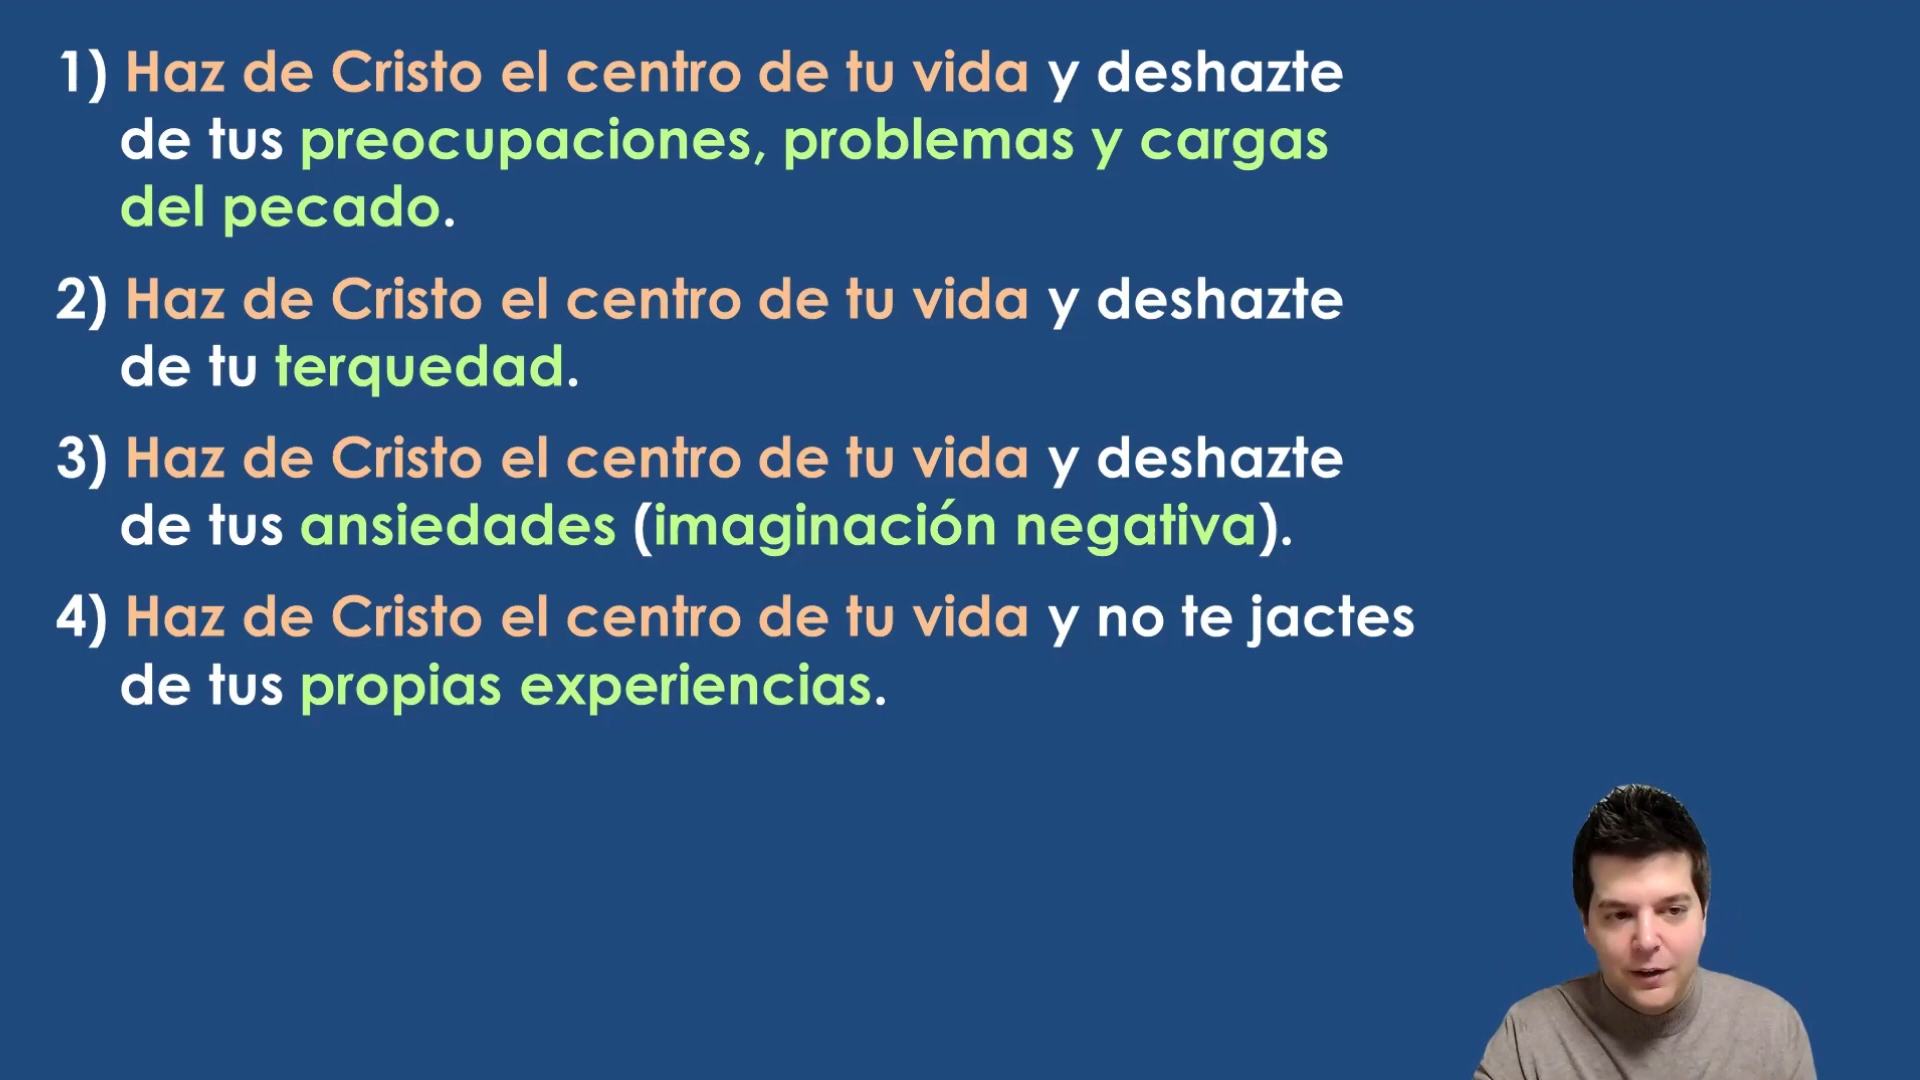 1) Haz de Cristo el centro de tu vida y deshazte
de tus preocupaciones, problemas y cargas
del pecado.
2) Haz de Cristo el centro de tu vida y deshazte
de tu terquedad.
3) Haz de Cristo el centro de tu vida y deshazte
de tus ansiedades (imaginación negativa).
4) Haz de Cristo el centro de tu vida y no te jactes
de tus propias experiencias.